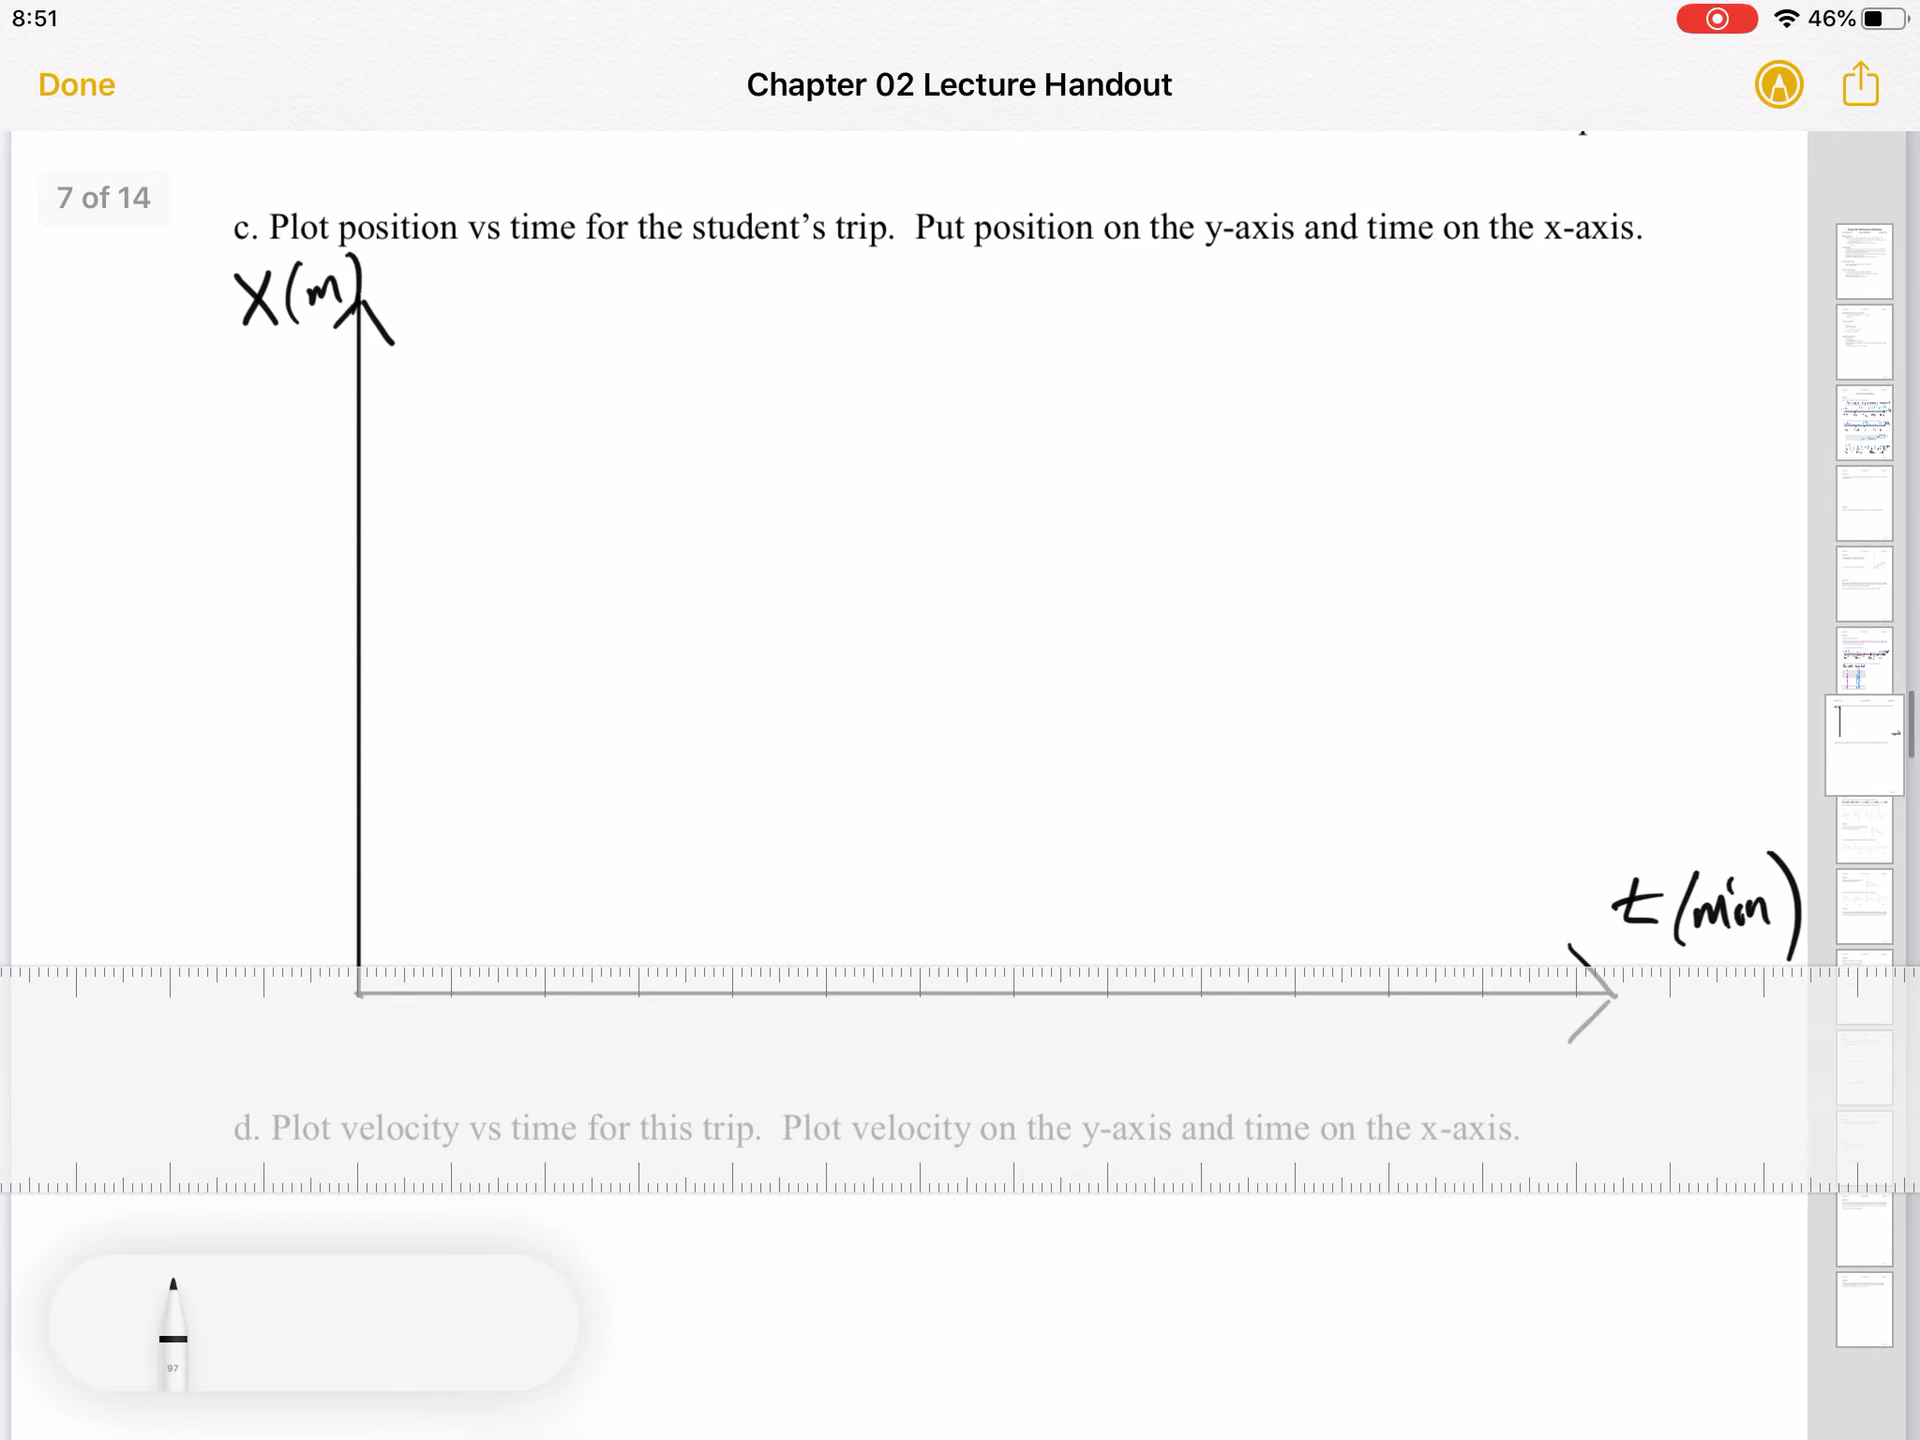 8:51
46%
Done
Chapter 02 Lecture Handout
7 of 14
c. Plot position vs time for the student’s trip. Put position on the y-axis and time on the x-axis.
X(m)
t(min)
d. Plot velocity vs time for this trip. Plot velocity on the y-axis and time on the x-axis.
97